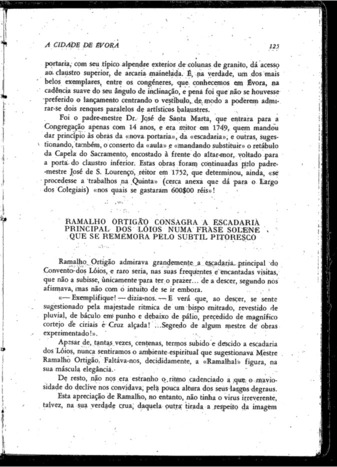 A CIDADE DE ÉVORA
123
portaria, com seu típico alpendre exterior de colunas de granito, dá acesso
ao claustro superior, de arcaria mainelada. É, na verdade, um dos mais
belos exemplares, entre os congéneres, que conhecemos em Évora, na
cadência suave do seu ângulo de inclinação, e pena foi que não se houvesse
preferido o lançamento centrando o vestíbulo, de modo a poderem admi-
rar-se dois renques paralelos de artísticos balaustres.
Foi o padre-mestre Dr. José de Santa Marta, que entrara para a
Congregação apenas com 14 anos, e era reitor em 1749, quem mandou
dar princípio às obras da «nova portaria», da «escadaria», e outras, suges-
tionando, também, o conserto da «aula» e «mandando substituir» o retábulo
da Capela do Sacramento, encotado à frente do altar-mor, voltado para
a porta do claustro inferior. Estas obras foram continuadas pelo padre-
-mestre José de S. Lourenço, reitor em 1752, que determinou, ainda, «se
procedesse a trabalhos na Quinta» (cerca anexa que dá para o Largo
dos Colegiais) «nos quais se gastaram 600$00 réis»!
RAMALHO ORTIGÃO CONSAGRA A ESCADARIA
PRINCIPAL DOS LÓIOS NUMA FRASE SOLENE
QUE SE REMEMORA PELO SUBTIL PITORESCO
Ramalho Ortigão admirava grandemente a escadaria principal do
Convento dos Lóios, e raro seria, nas suas frequentes e encantadas visitas,
que não a subisse, únicamente para ter o prazer... de a descer, segundo nos
afirmava, mas não com o intuito de se ir embora.
«— Exemplifique! — dizia-nos. — E verá que, ao descer, se sente
sugestionado pela majestade rítmica de um bispo mitrado, revestido de
pluvial, de báculo em punho e debaixo de pálio, precedido de magnífico
cortejo de ciriais e Cruz alçada! ...Segredo de algum mestre de obras
experimentado!».
Apesar de, tantas vezes, centenas, termos subido e descido a escadaria
dos Lóios, nunca sentíramos o ambiente espiritual que sugestionava Mestre
Ramalho Ortigão. Faltava-nos, decididamente, a «Ramalhal» figura, na
sua máscula elegância.
De resto, não nos era estranho o ritmo cadenciado a que o mavio-
sidade do declive nos convidava, pela pouca altura dos seus largos degraus.
Esta apreciação de Ramalho, no entanto, não tinha o vírus irreverente,
talvez, na sua verdade crua, daquela outra tirada a respeito da imagem